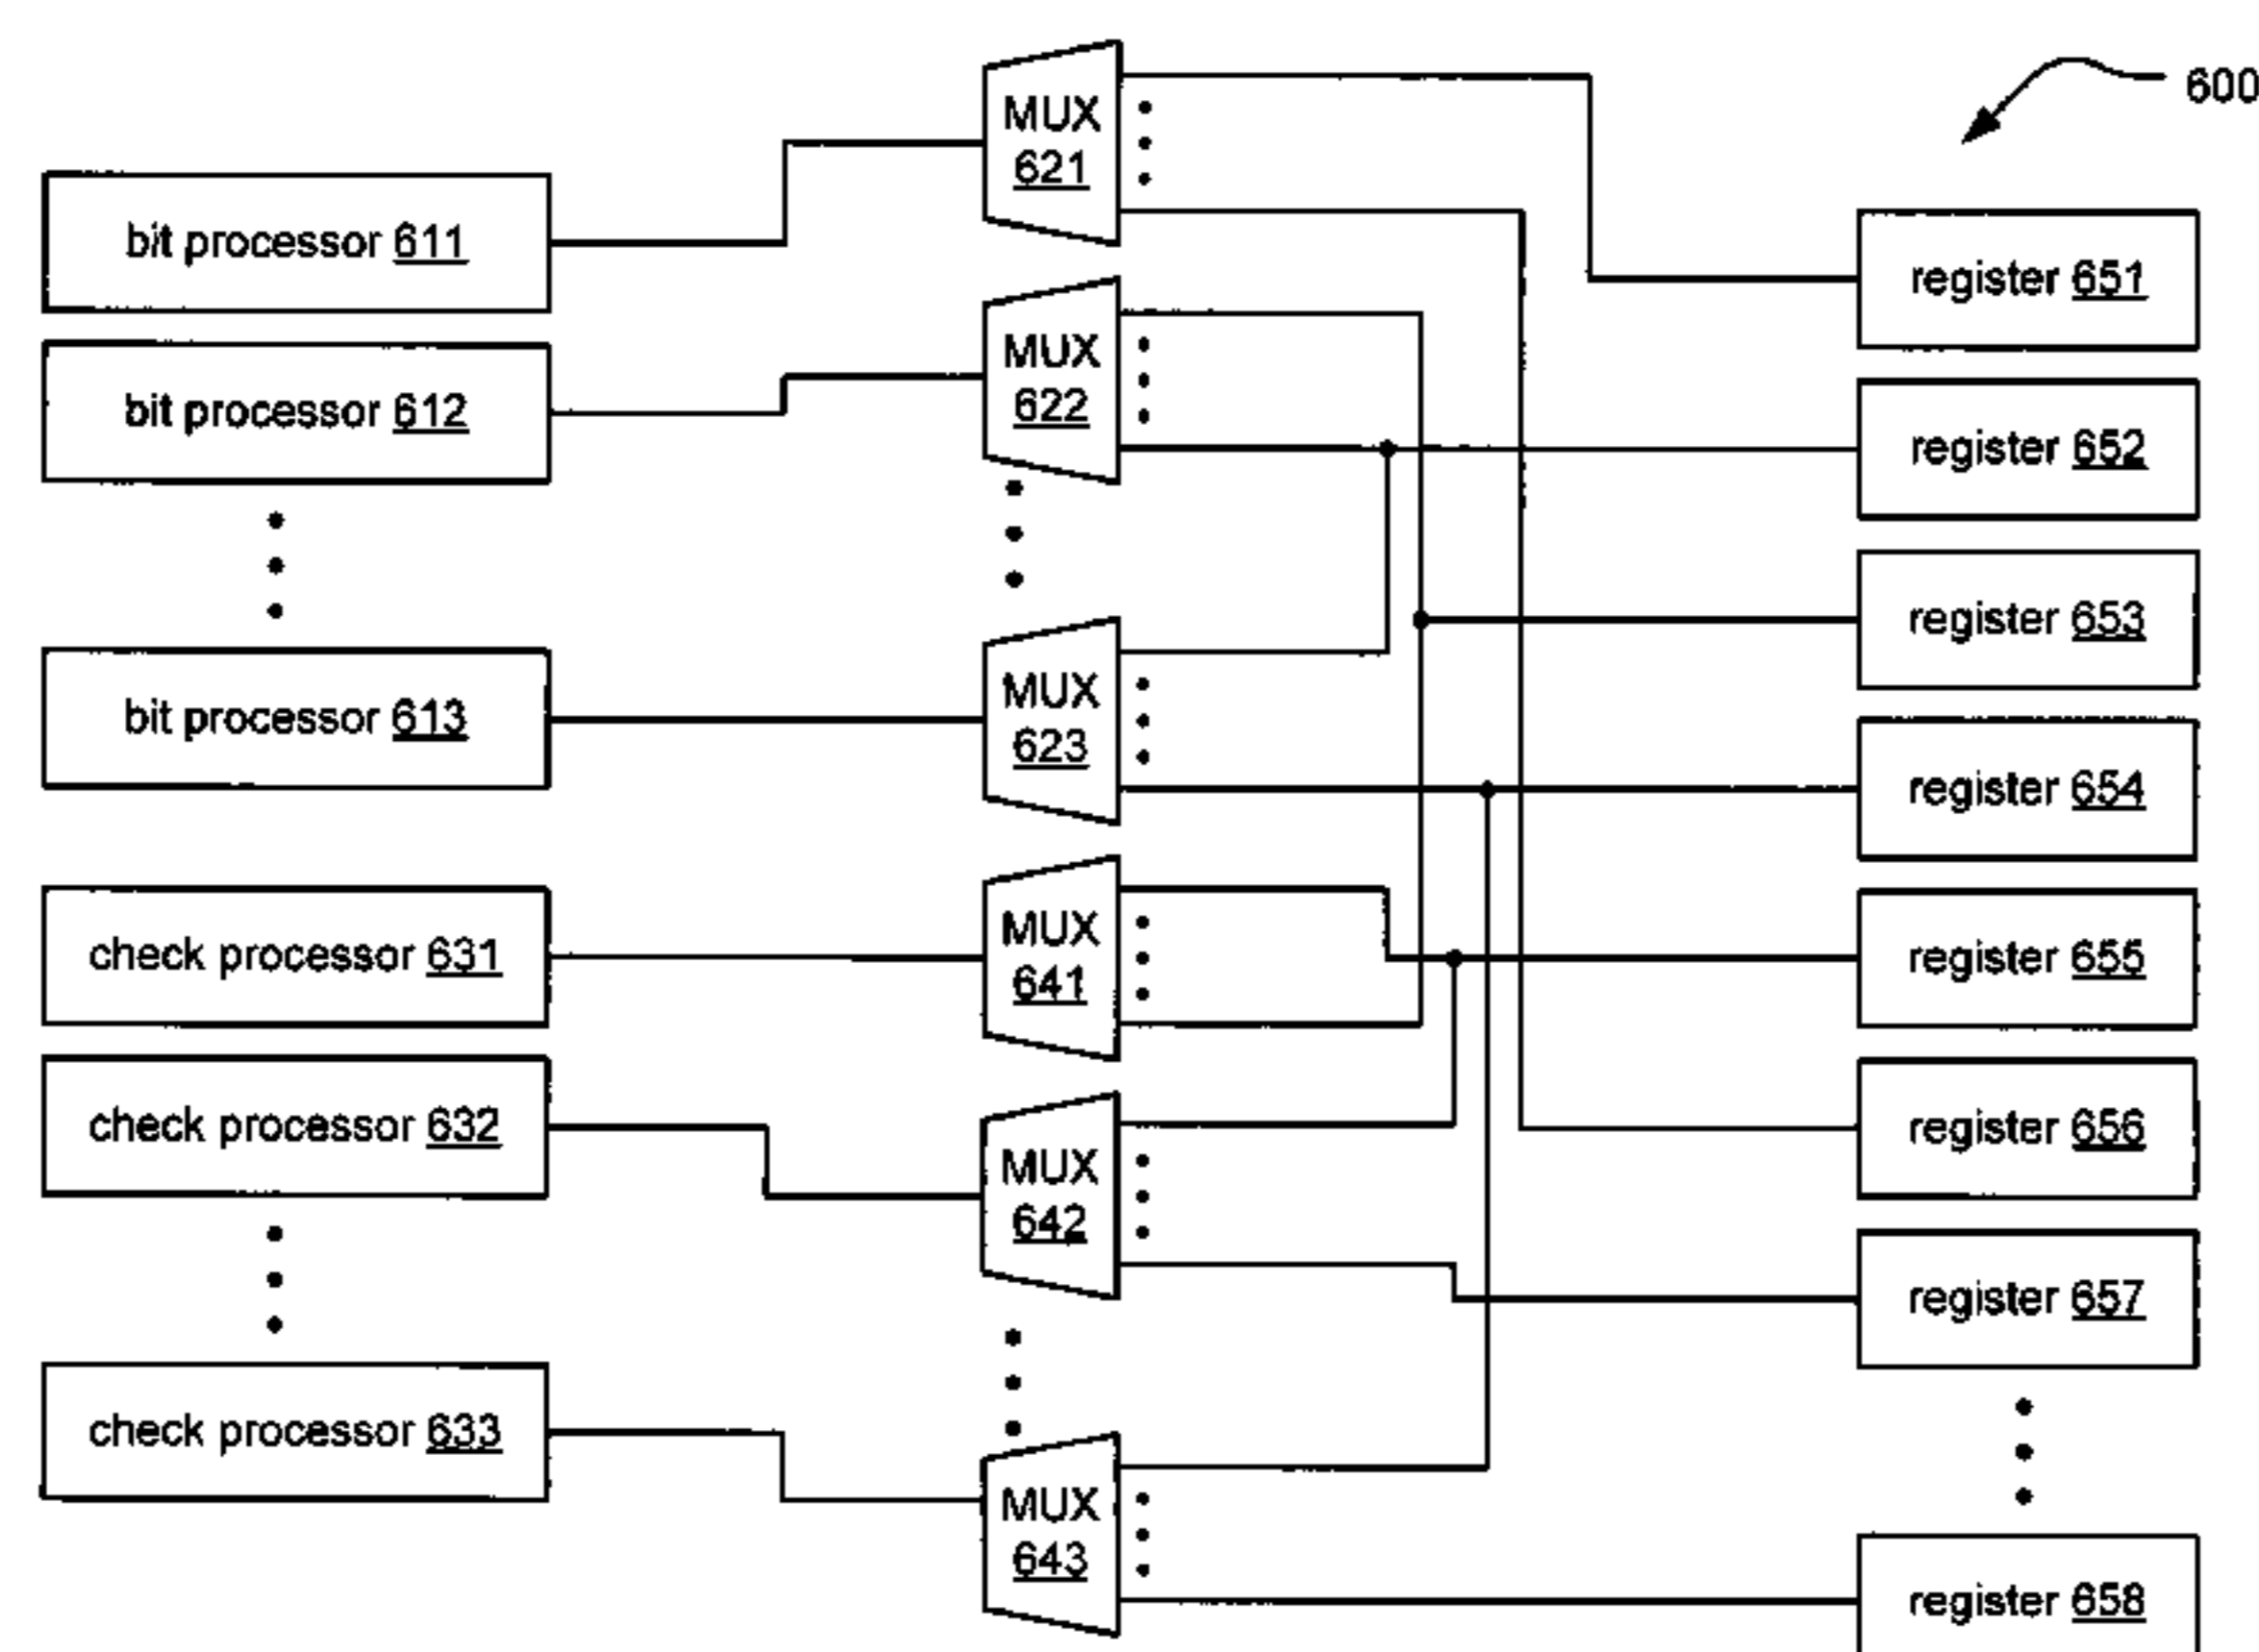 600
bit processor 611
bit processor 612
bit processor 613
check processor 631
check processor 632
check processor 633
MUX
621
MUX
622
MUX
623
MUX
641
MUX
642
MUX
643
register 651
register 652
register 653
register 654
register 655
register 656
register 657
register 658